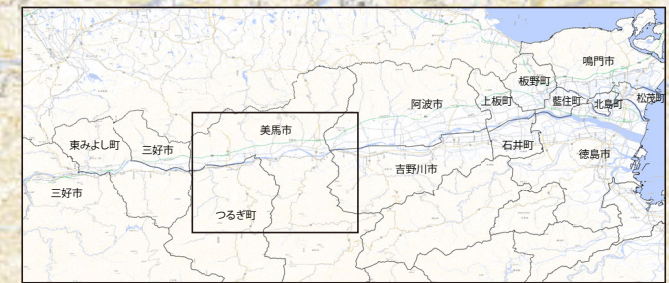 鳴門市
板野町
松茂町
阿波市
上板町
藍住町
北島町
美馬市
東みよし町
三好市
石井町
徳島市
吉野川市
三好市
つるぎ町